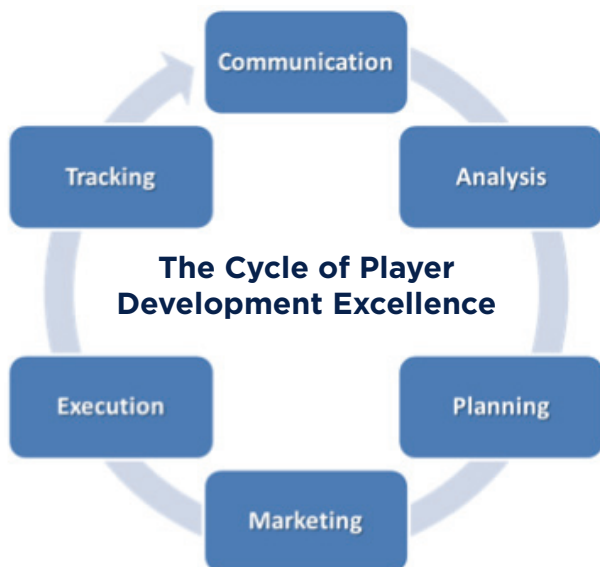 Communication
Analysis
Planning
Marketing
Execution
Tracking
The Cycle of Player
Development Excellence